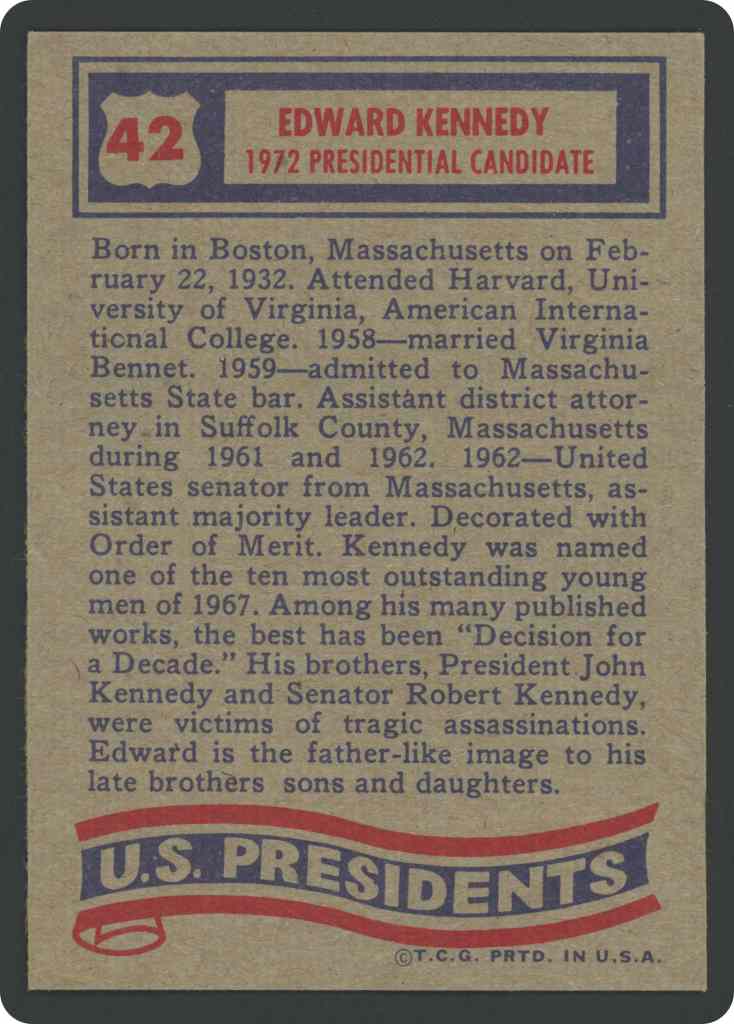 42
EDWARD KENNEDY
1972 PRESIDENTIAL CANDIDATE
Born in Boston, Massachusetts on Feb-
ruary 22, 1932. Attended Harvard, Uni-
versity of Virginia, American Interna-
tional College. 1958—married Virginia
Bennet. 1959—admitted to Massachu-
setts State bar. Assistant district attor-
ney in Suffolk County, Massachusetts
during 1961 and 1962. 1962—United
States senator from Massachusetts, as-
sistant majority leader. Decorated with
Order of Merit. Kennedy was named
one of the ten most outstanding young
men of 1967. Among his many published
works, the best has been "Decision for
a Decade." His brothers, President John
Kennedy and Senator Robert Kennedy,
were victims of tragic assassinations.
Edward is the father-like image to his
late brothers sons and daughters.
U.S. PRESIDENTS
©T.C.G. PRTD. IN U.S.A.